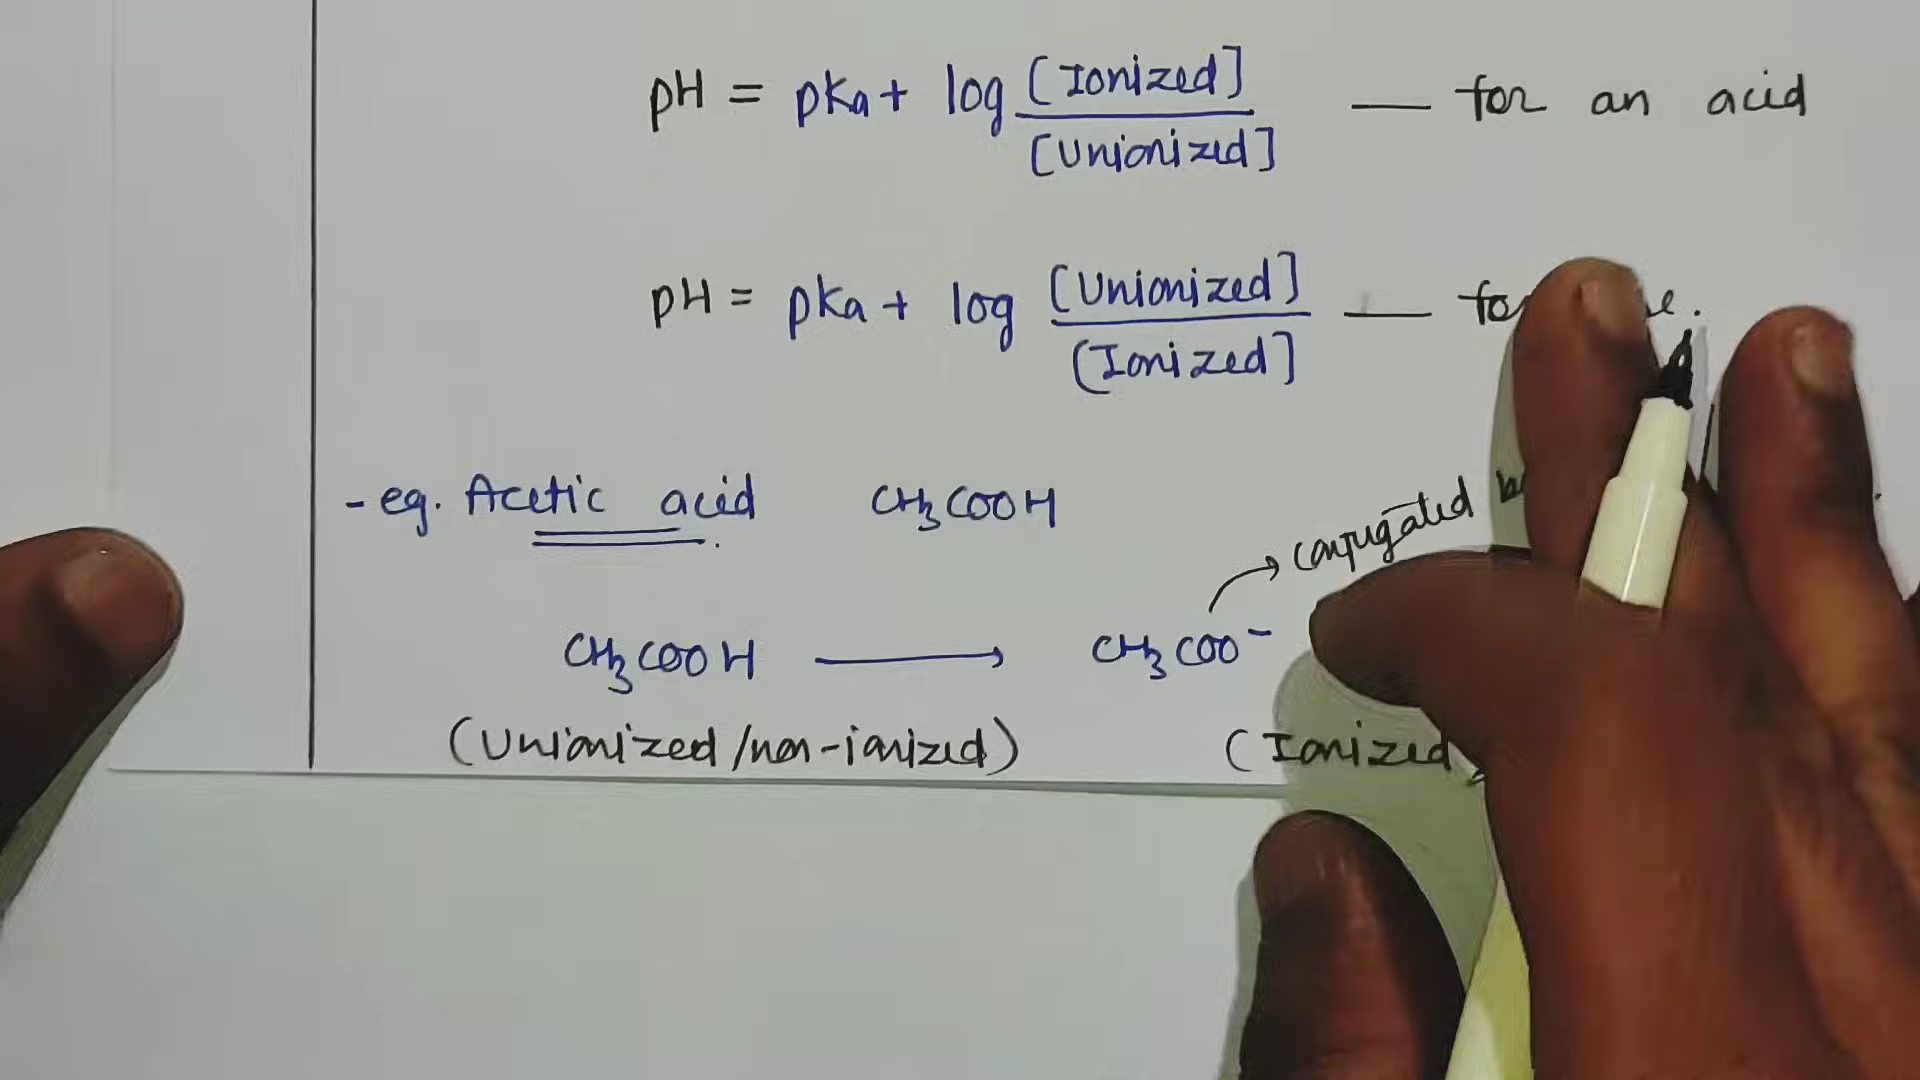 pH = pKa + log [Ionized] / [Unionized] — for an acid
pH = pKa + log [Unionized] / [Ionized] —
- eg. Acetic acid CH3COOH
→ conjugated
CH3COOH ⟶ CH3COO⁻
(Unionized/non-ionized) (Ionized